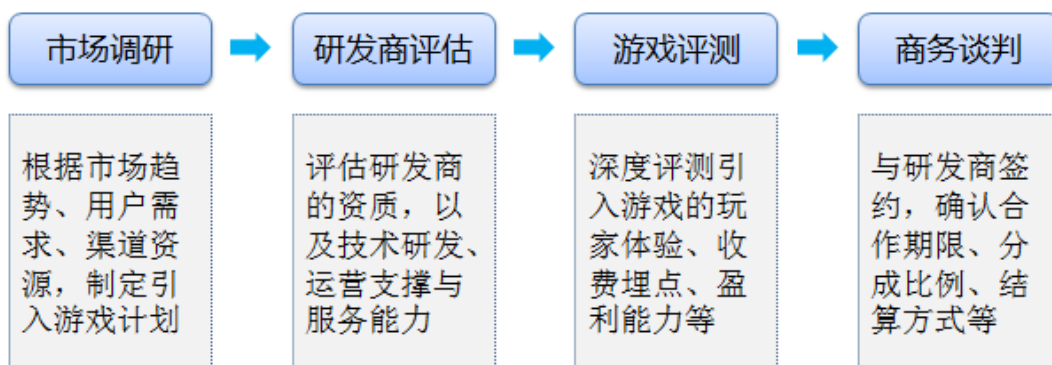 市场调研
研发商评估
游戏评测
商务谈判
根据市场趋
势、用户需
求、渠道资
源，制定引
入游戏计划
评估研发商
的资质，以
及技术研发、
运营支撑与
服务能力
深度评测引
入游戏的玩
家体验、收
费埋点、盈
利能力等
与研发商签
约，确认合
作期限、分
成比例、结
算方式等